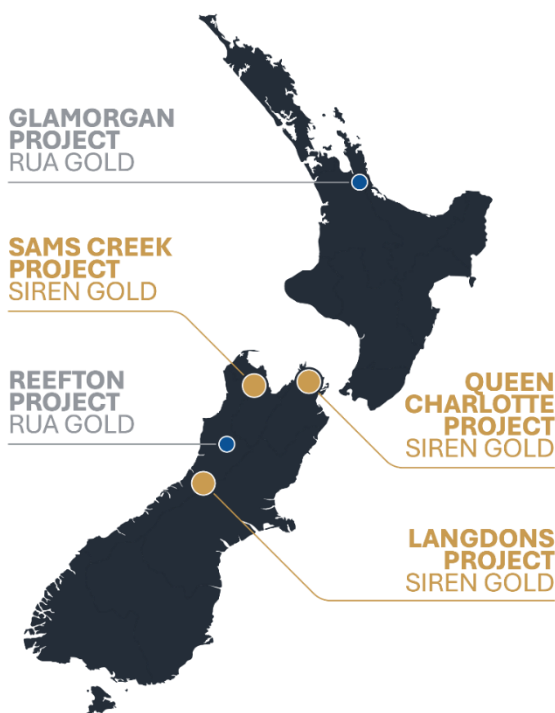 GLAMORGAN
PROJECT
RUA GOLD
SAMS CREEK
PROJECT
SIREN GOLD
REEFTON
PROJECT
RUA GOLD
QUEEN
CHARLOTTE
PROJECT
SIREN GOLD
LANGDONS
PROJECT
SIREN GOLD